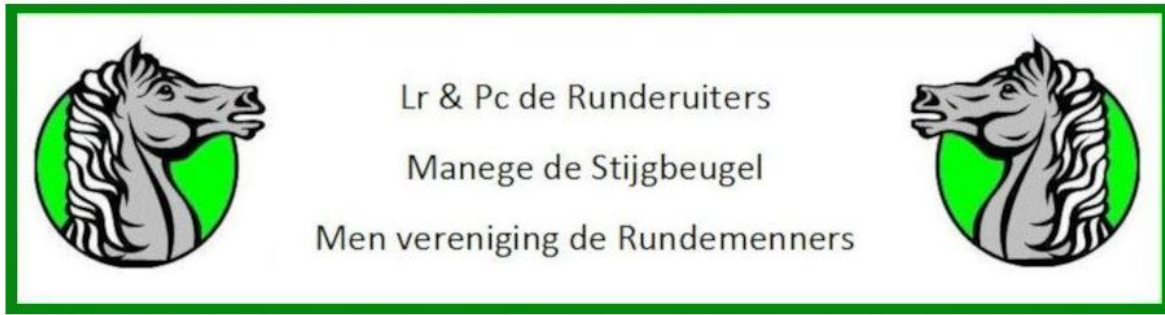 Lr & Pc de Runderuiters
Manege de Stijgbeugel
Men vereniging de Rundemenners